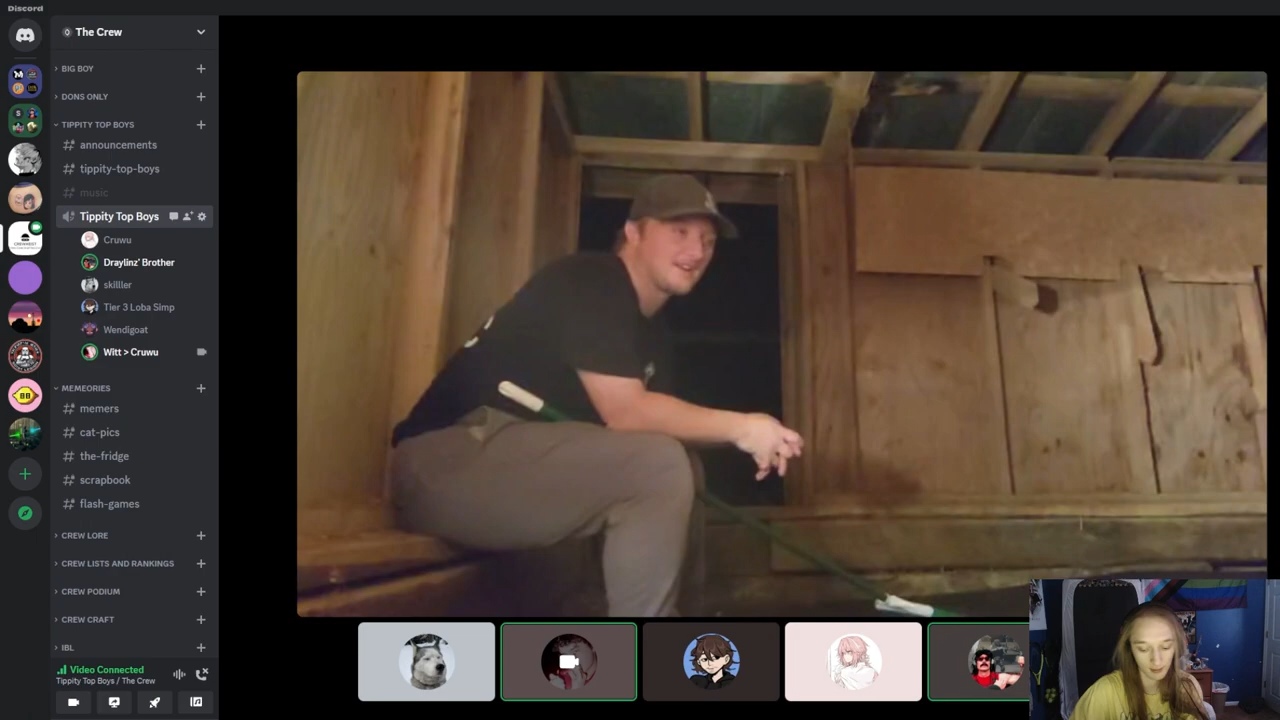 Discord
The Crew
BIG BOY
DONS ONLY
TIPPITY TOP BOYS
announcements
tippity-top-boys
music
Tippity Top Boys
Cruwu
Draylinz' Brother
skilller
Tier 3 Loba Simp
Wendigoat
Witt > Cruwu
MEMEORIES
memers
cat-pics
the-fridge
scrapbook
flash-games
CREW LORE
CREW LISTS AND RANKINGS
CREW PODIUM
CREW CRAFT
IBL
Video Connected
Tippity Top Boys / The Crew